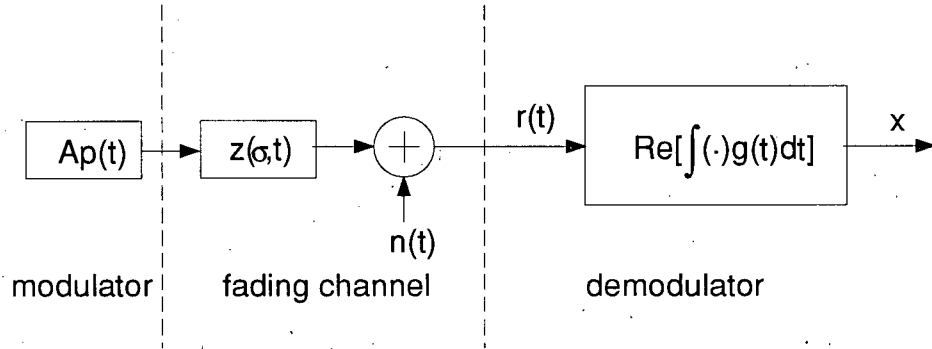 Ap(t)
z(σ,t)
n(t)
r(t)
Re[∫(·)g(t)dt]
x
modulator
fading channel
demodulator